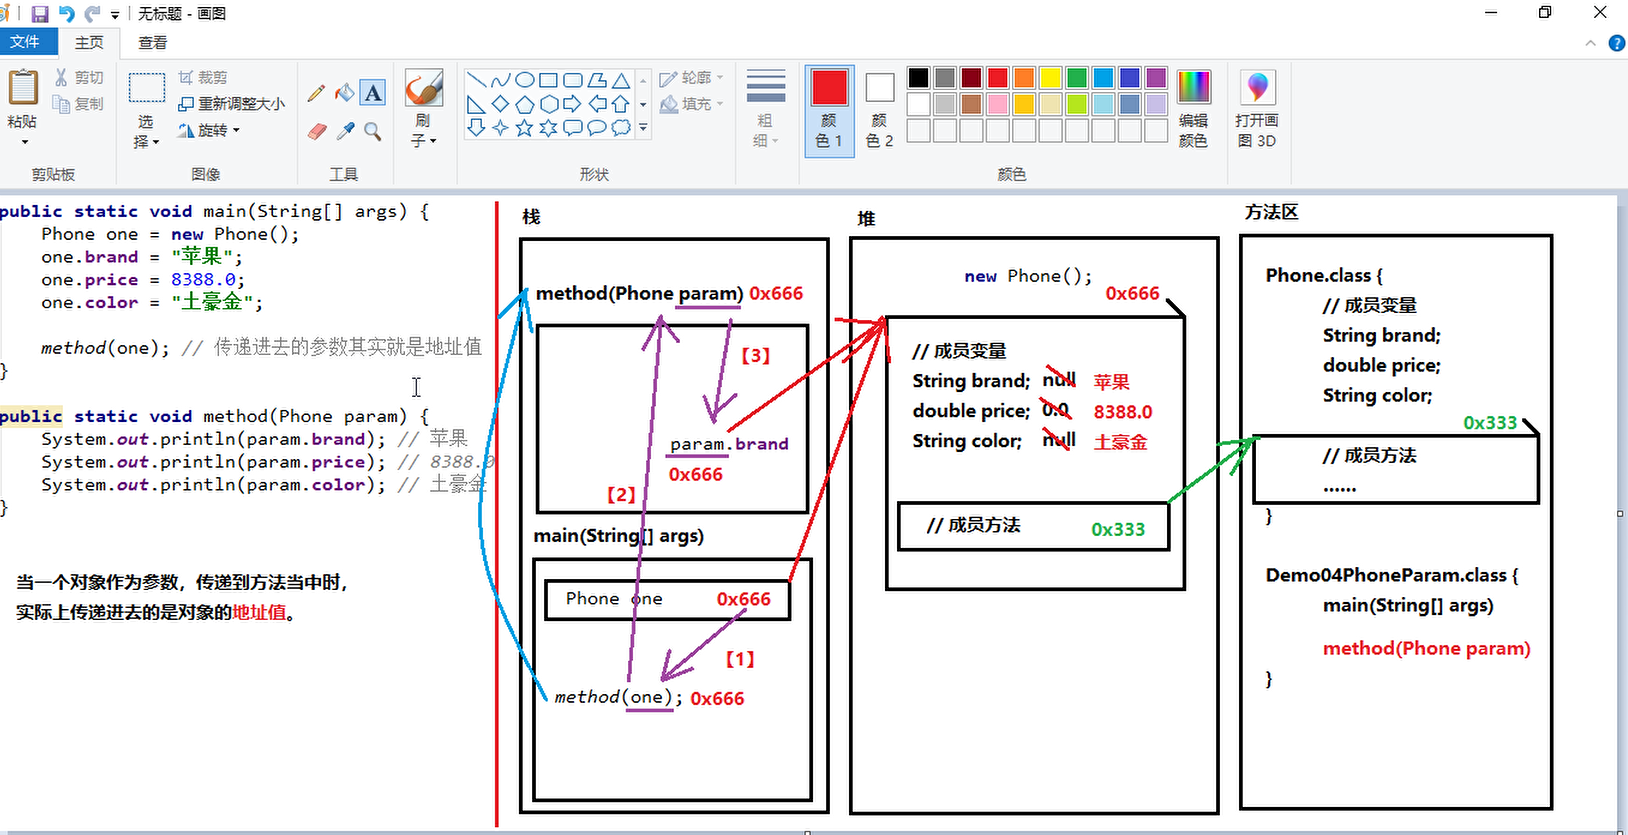 无标题 - 画图
文件 主页 查看
粘贴 剪切 复制
选择 裁剪 重新调整大小 旋转
刷子
轮廓 填充
粗细
颜色 1
颜色 2
编辑颜色
打开画图 3D
剪贴板 图像 工具 形状 颜色
public static void main(String[] args) {
Phone one = new Phone();
one.brand = "苹果";
one.price = 8388.0;
one.color = "土豪金";
method(one); // 传递进去的参数其实就是地址值
}
public static void method(Phone param) {
System.out.println(param.brand); // 苹果
System.out.println(param.price); // 8388.0
System.out.println(param.color); // 土豪金
}
当一个对象作为参数，传递到方法当中时，
实际上传递进去的是对象的地址值。
栈
method(Phone param) 0x666
【3】
param.brand
0x666
【2】
main(String[] args)
Phone one 0x666
【1】
method(one); 0x666
堆
new Phone();
0x666
// 成员变量
String brand; null 苹果
double price; 0.0 8388.0
String color; null 土豪金
// 成员方法 0x333
方法区
Phone.class {
// 成员变量
String brand;
double price;
String color;
0x333
// 成员方法
......
}
Demo04PhoneParam.class {
main(String[] args)
method(Phone param)
}